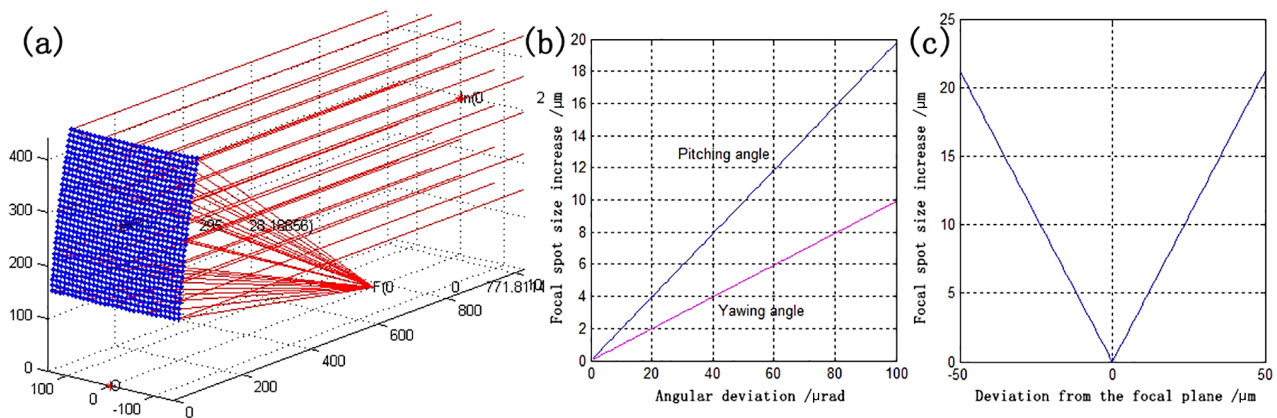 (a)
400
300
200
100
0
100
0
-100
0
200
400
600
800
In(0
2
295
28.18656)
F(0
0
O
(b)
Focal spot size increase /μm
20
18
16
14
12
10
8
6
4
2
0
Pitching angle
Yawing angle
0 20 40 60 80 100
Angular deviation /μrad
(c)
Focal spot size increase /μm
25
20
15
10
5
0
-50 0 50
Deviation from the focal plane /μm